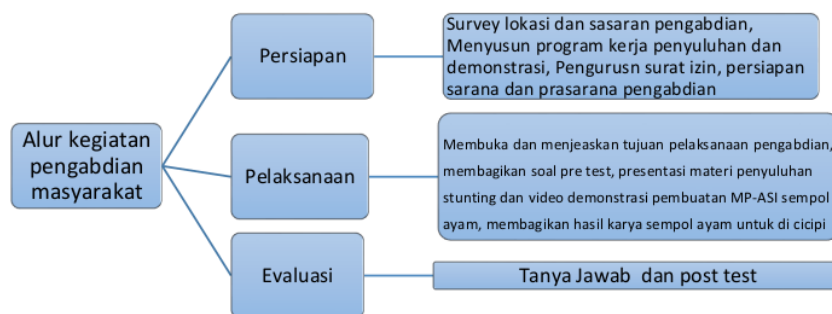 Alur kegiatan
pengabdian
masyarakat
Persiapan
Survey lokasi dan sasaran pengabdian,
Menyusun program kerja penyuluhan dan
demonstrasi, Pengurusn surat izin, persiapan
sarana dan prasarana pengabdian
Pelaksanaan
Membuka dan menjeaskan tujuan pelaksanaan pengabdian,
membagikan soal pre test, presentasi materi penyuluhan
stunting dan video demonstrasi pembuatan MP-ASI sempol
ayam, membagikan hasil karya sempol ayam untuk di cicipi
Evaluasi
Tanya Jawab dan post test